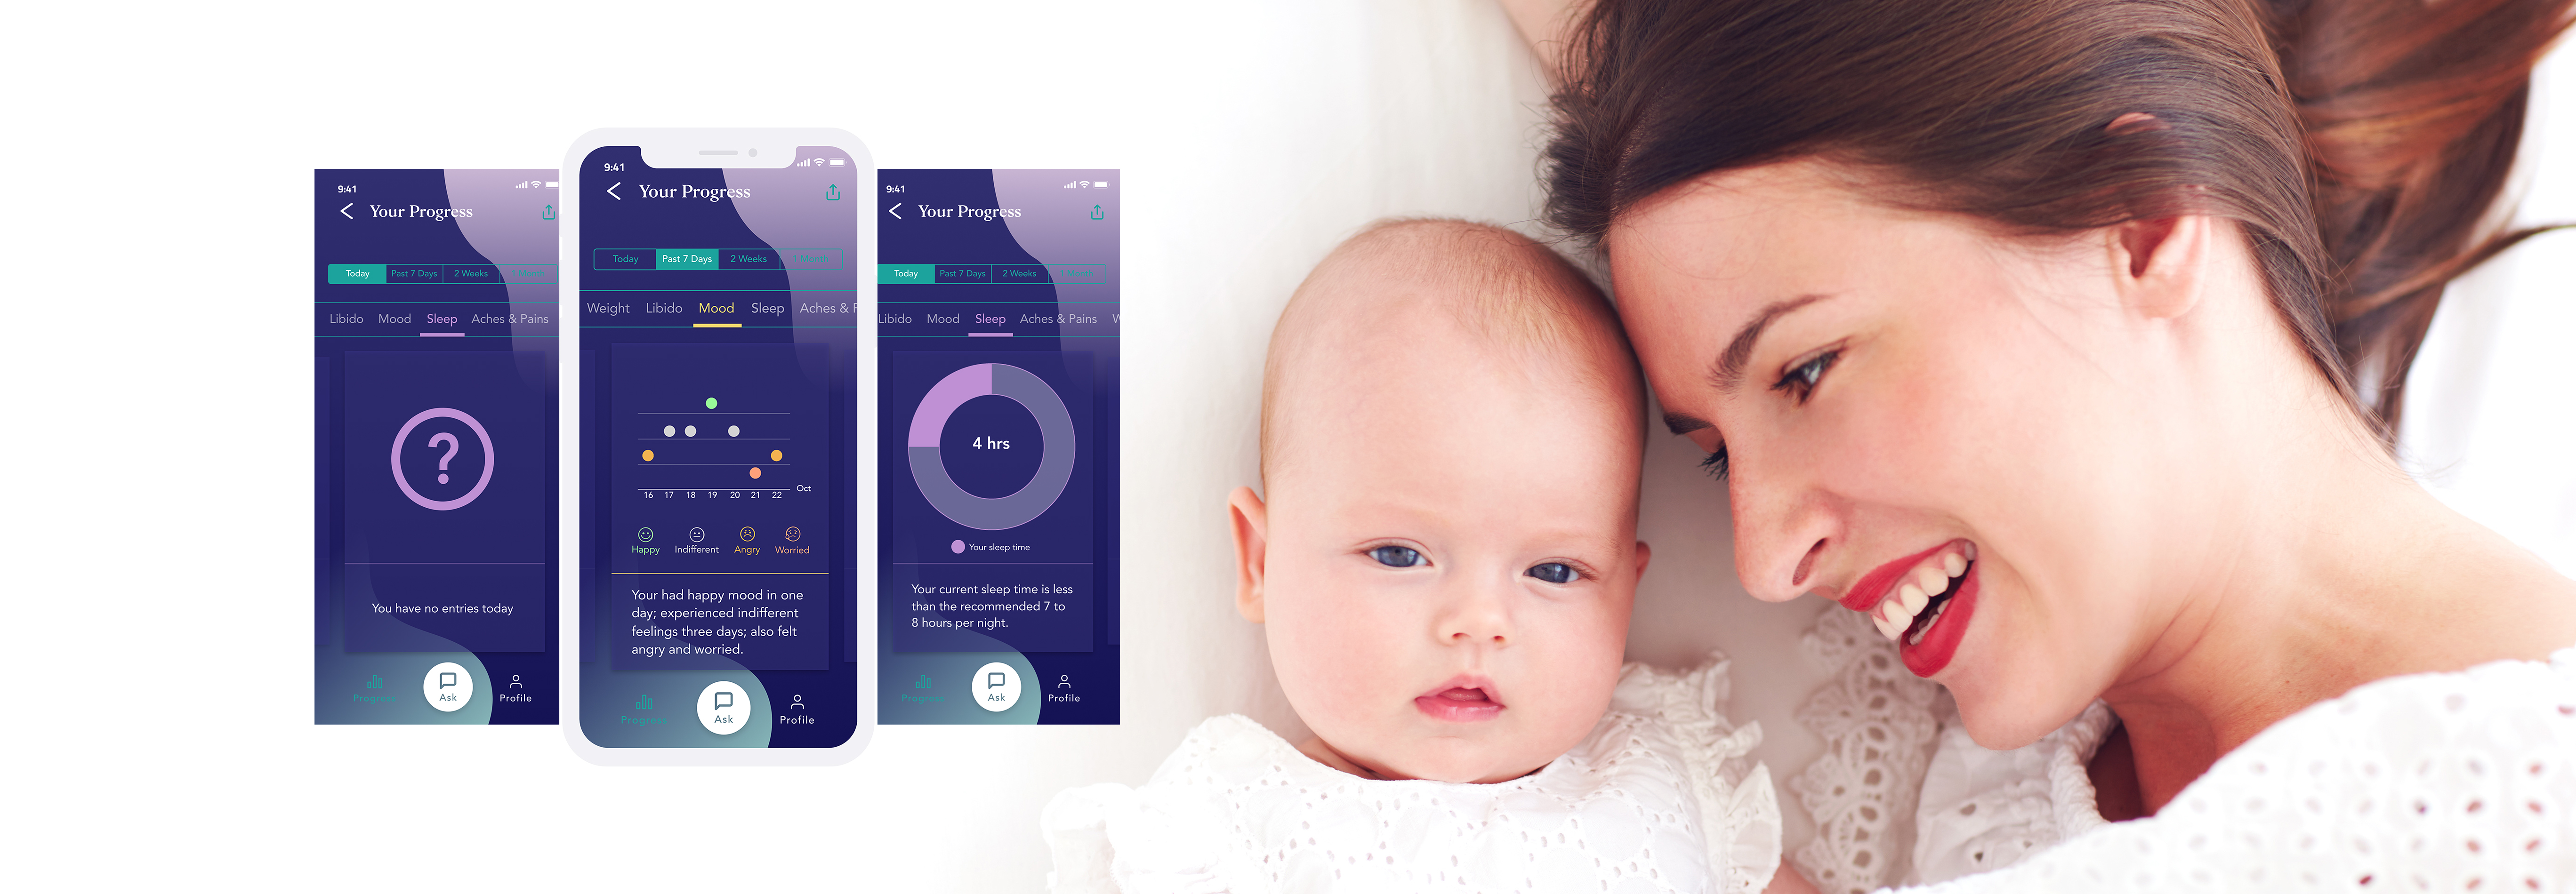 9:41
Your Progress
Today Past 7 Days 2 Weeks
Libido Mood Sleep Aches & Pains
?
You have no entries today
Progress Ask Profile
9:41
Your Progress
Today Past 7 Days 2 Weeks Month
Weight Libido Mood Sleep Aches &
16 17 18 19 20 21 22 Oct
Happy Indifferent Angry Worried
Your had happy mood in one
day; experienced indifferent
feelings three days; also felt
angry and worried.
Progress Ask Profile
9:41
Your Progress
Today Past 7 Days 2 Weeks
Libido Mood Sleep Aches & Pains
4 hrs
Your sleep time
Your current sleep time is less
than the recommended 7 to
8 hours per night.
Progress Ask Profile